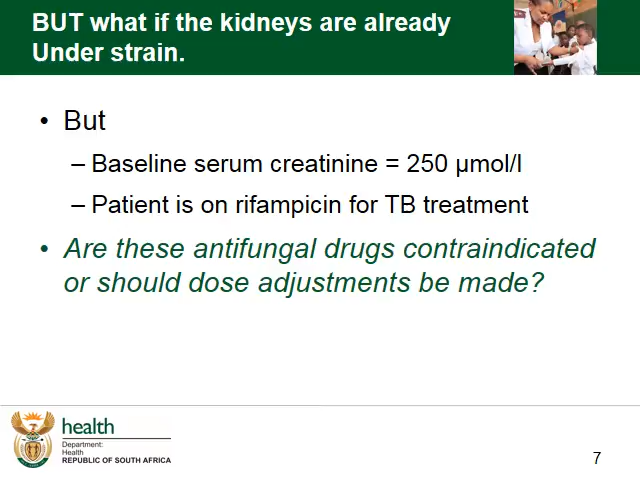 BUT what if the kidneys are already
Under strain.
• But
– Baseline serum creatinine = 250 µmol/l
– Patient is on rifampicin for TB treatment
• Are these antifungal drugs contraindicated
or should dose adjustments be made?
health
Department:
Health
REPUBLIC OF SOUTH AFRICA
7